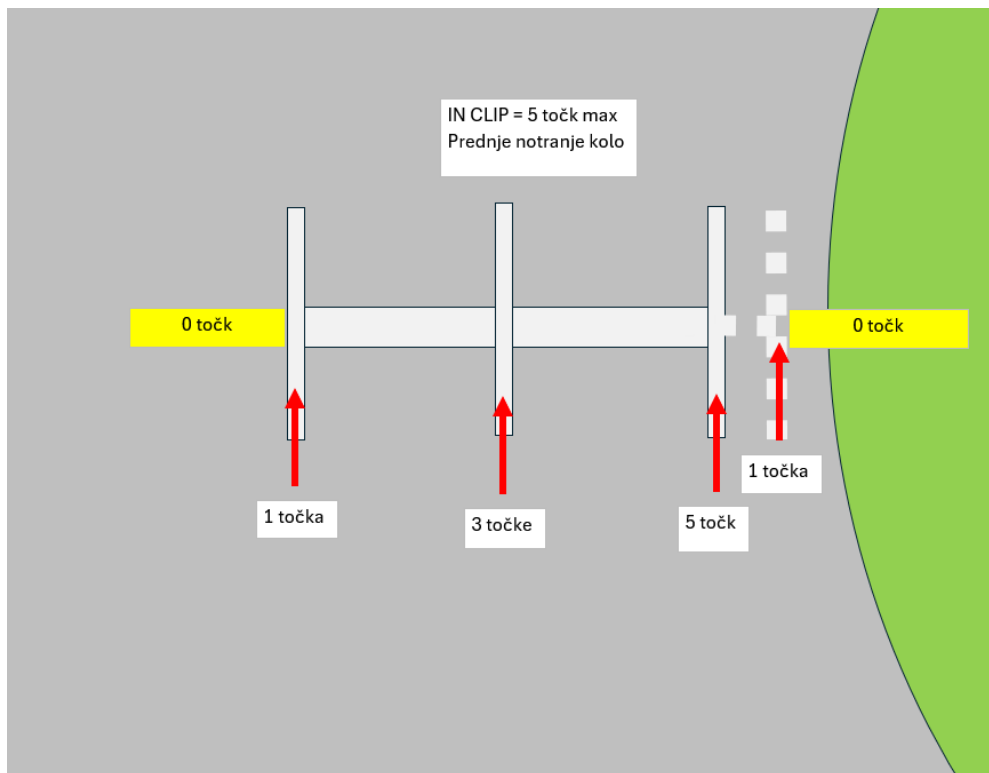 IN CLIP = 5 točk max
Prednje notranje kolo
0 točk
0 točk
1 točka
1 točka
3 točke
5 točk